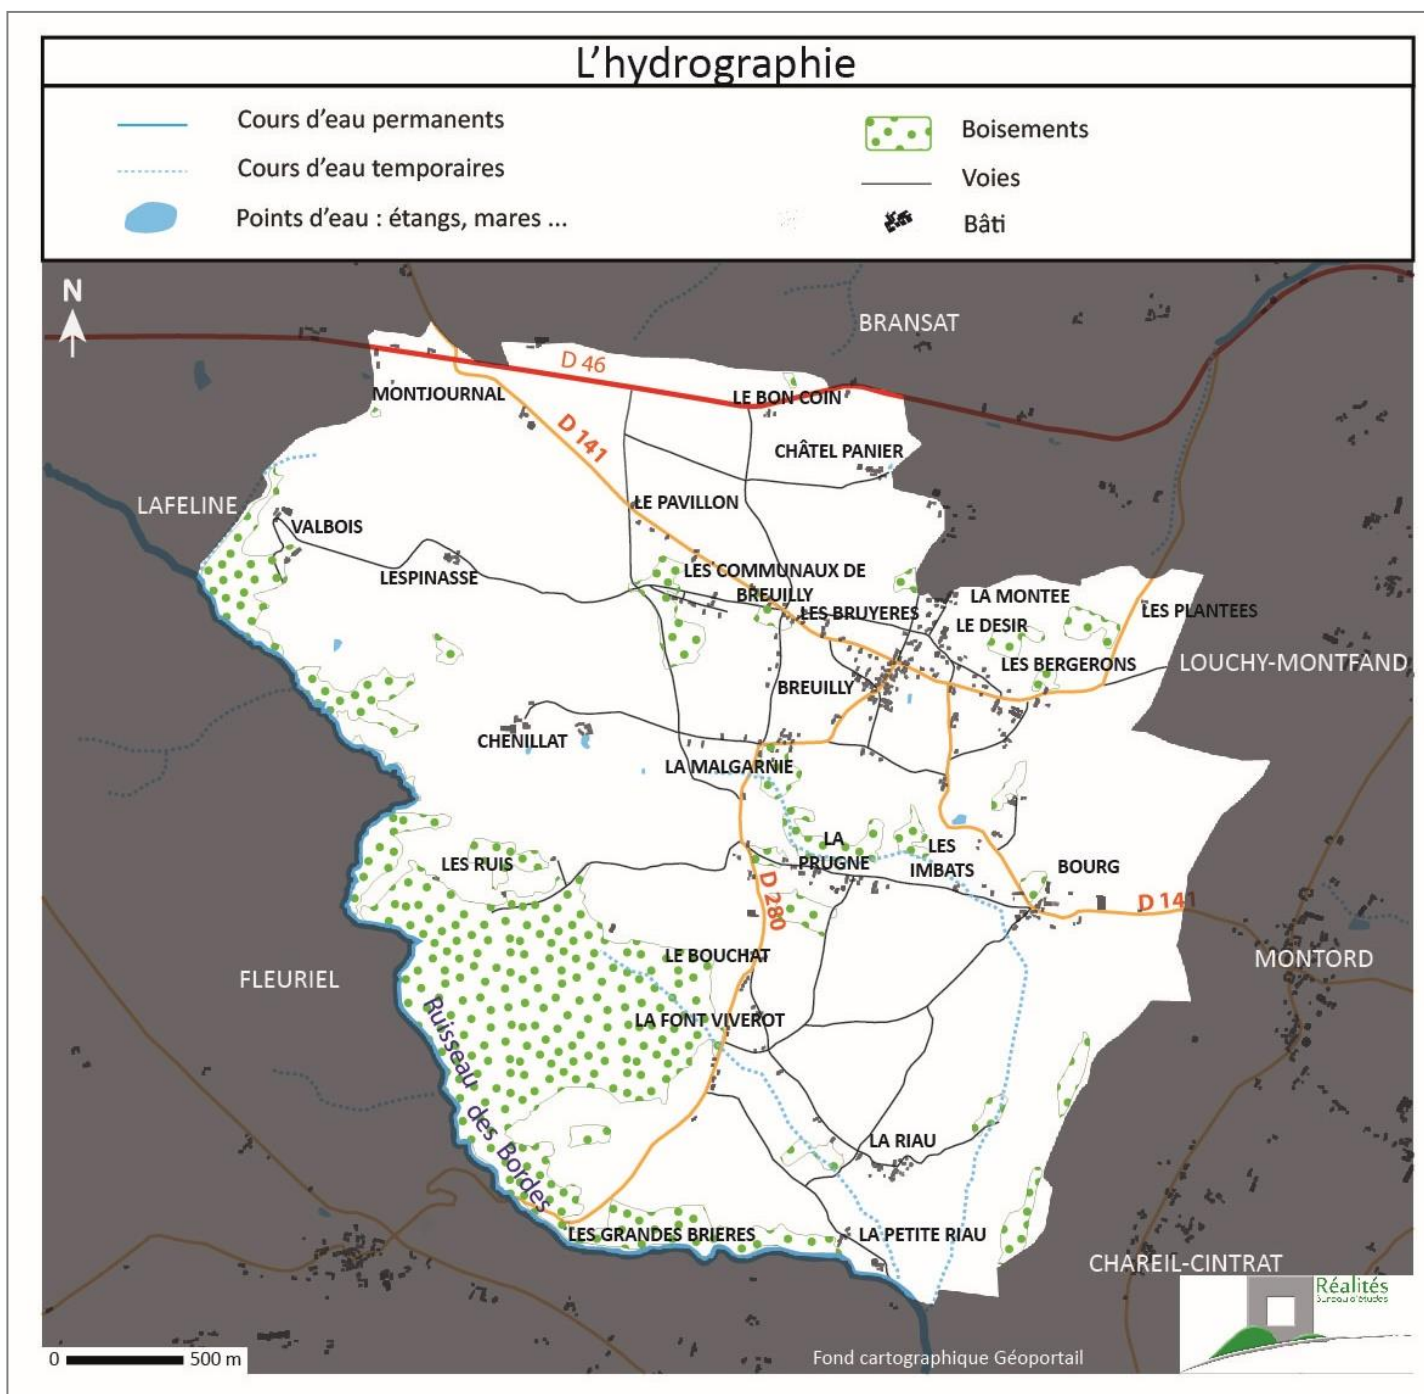 L'hydrographie
Cours d'eau permanents
Cours d'eau temporaires
Points d'eau : étangs, mares ...
Boisements
Voies
Bâti
N
BRANSAT
D 46
MONTJOURNAL
LE BON COIN
D 141
CHÂTEL PANIER
LAFELINE
LE PAVILLON
VALBOIS
LESPINASSE
LES COMMUNAUX DE
BREUILLY
LES BRUYERES
LA MONTEE
LE DESIR
LES PLANTEES
LES BERGERONS
LOUCHY-MONTFAND
BREUILLY
CHENILLAT
LA MALGARNIE
LES RUIS
LA
PRUGNE
LES
IMBATS
BOURG
D 280
D 141
LE BOUCHAT
FLEURIEL
MONTORD
LA FONT VIVEROT
Ruisseau des Bordes
LA RIAU
LES GRANDES BRIERES
LA PETITE RIAU
CHAREIL-CINTRAT
Réalités
Bureau d'études
0 500 m
Fond cartographique Géoportail